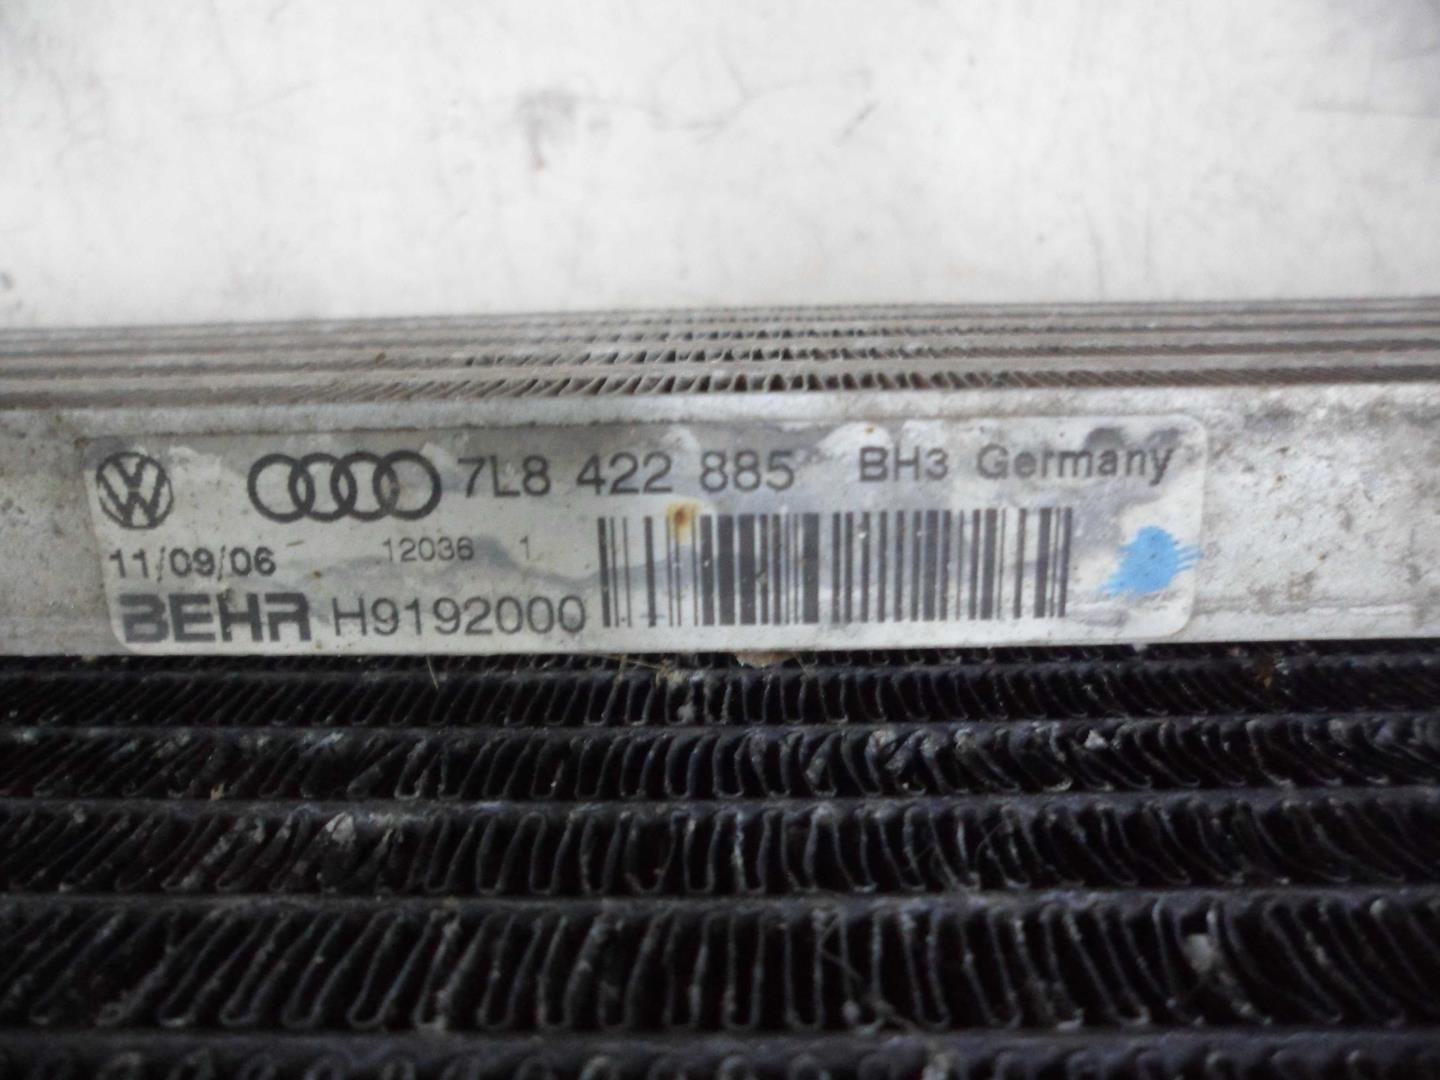 7L8 422 885 BH3 Germany
11/09/06 12036 1
BEHR H9192000